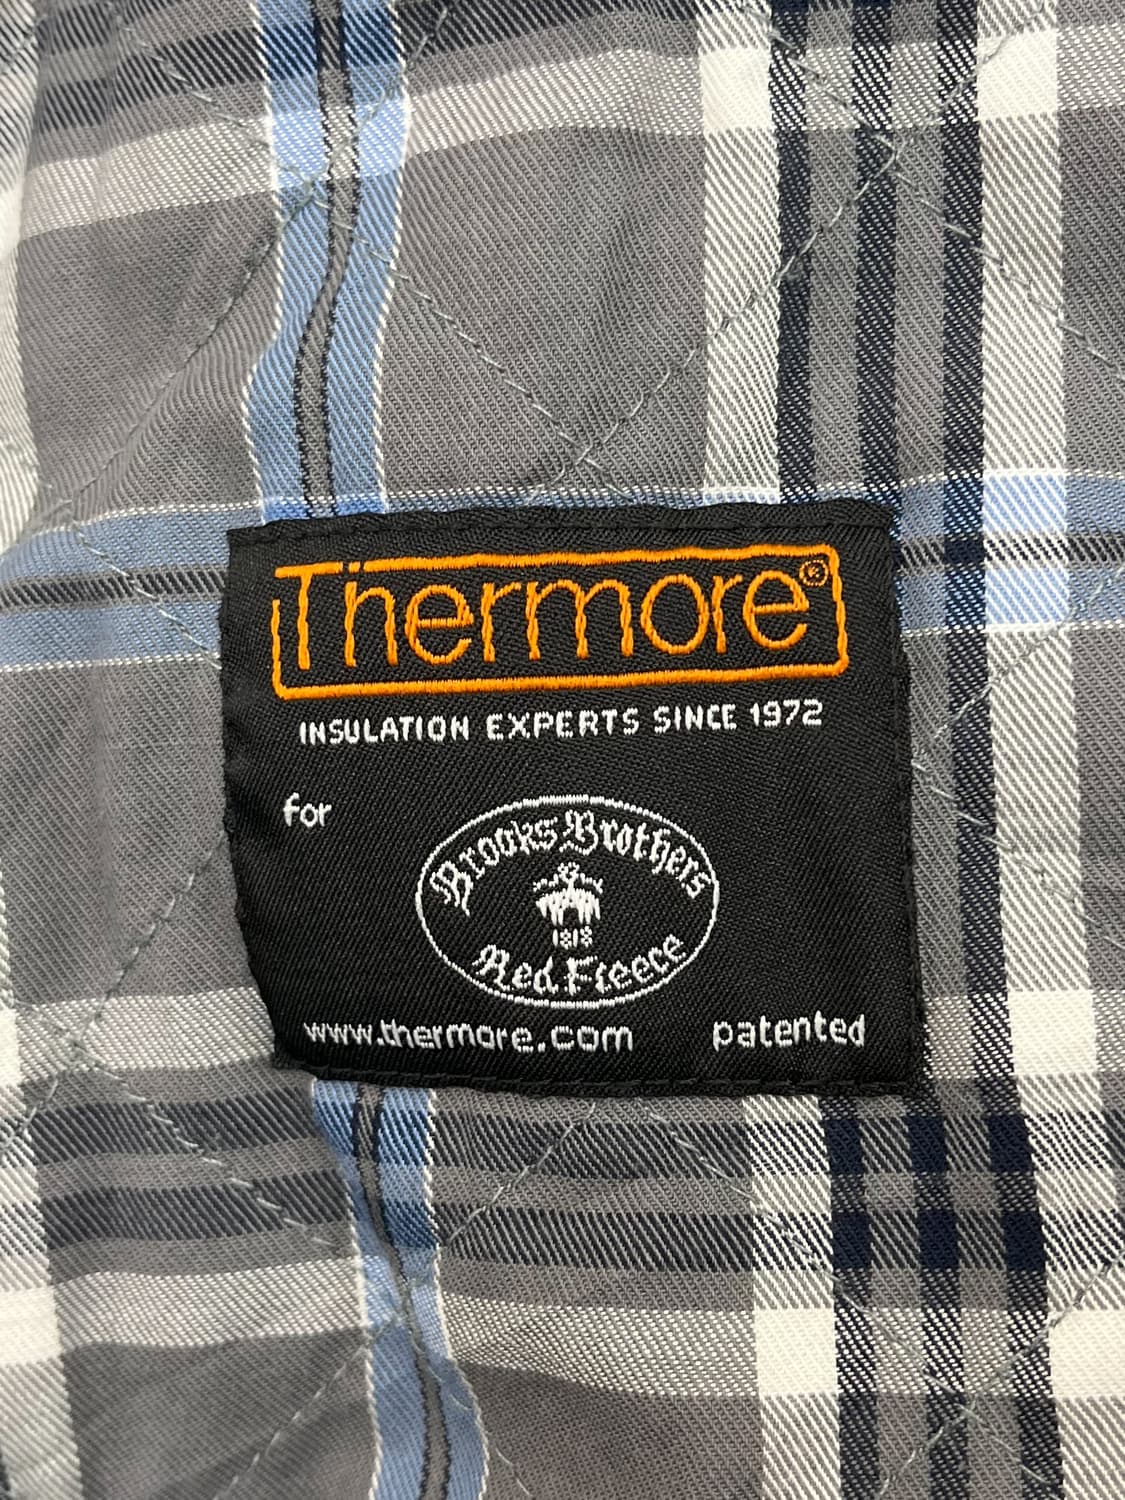 Thermore®
INSULATION EXPERTS SINCE 1972
for
Brooks Brothers
1818
Red Fleece
www.thermore.com patented